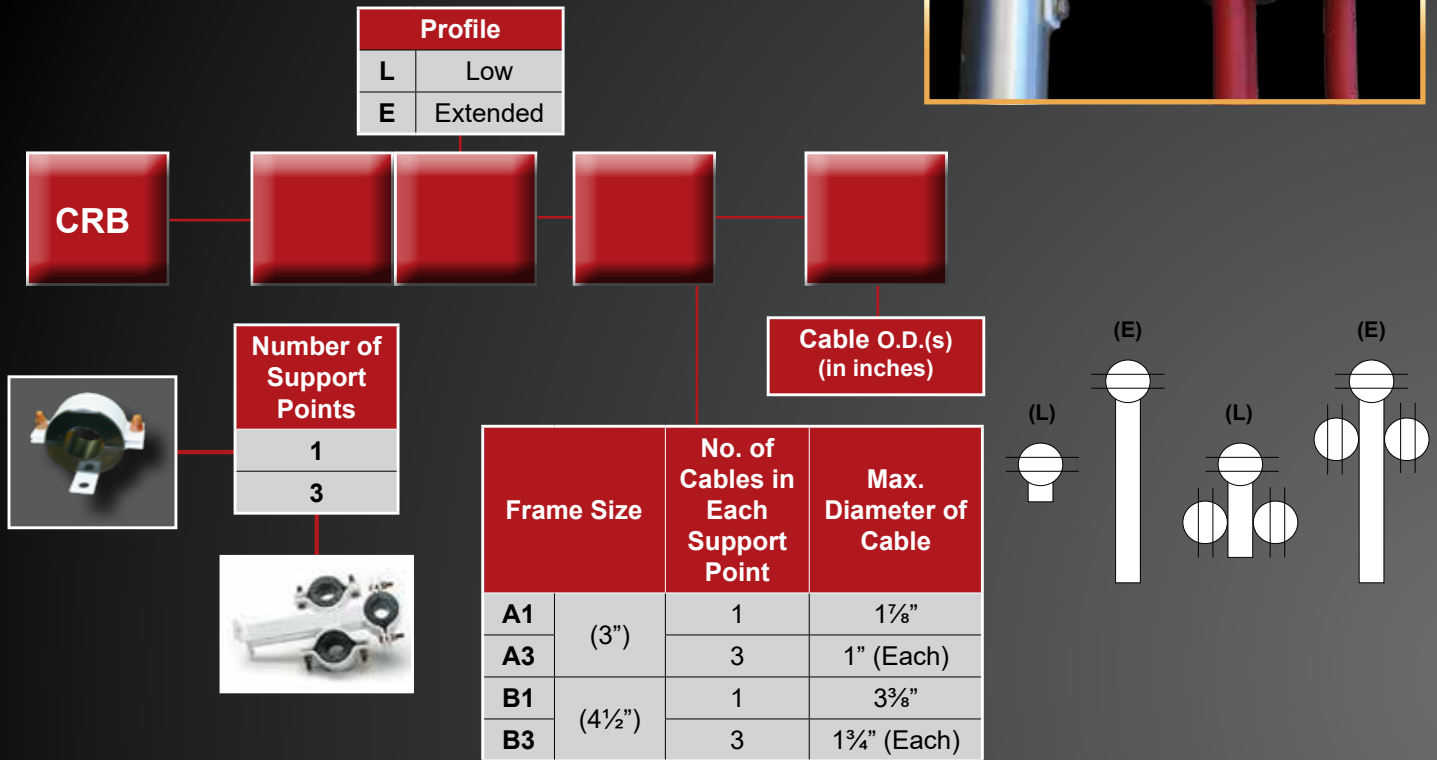 Profile
L Low
E Extended
CRB
Number of
Support
Points
1
3
Cable O.D.(s)
(in inches)
Frame Size
No. of
Cables in
Each
Support
Point
Max.
Diameter of
Cable
A1 (3”) 1 1⅞”
A3 3 1” (Each)
B1 (4½”) 1 3⅜”
B3 3 1¾” (Each)
(L)
(E)
(L)
(E)